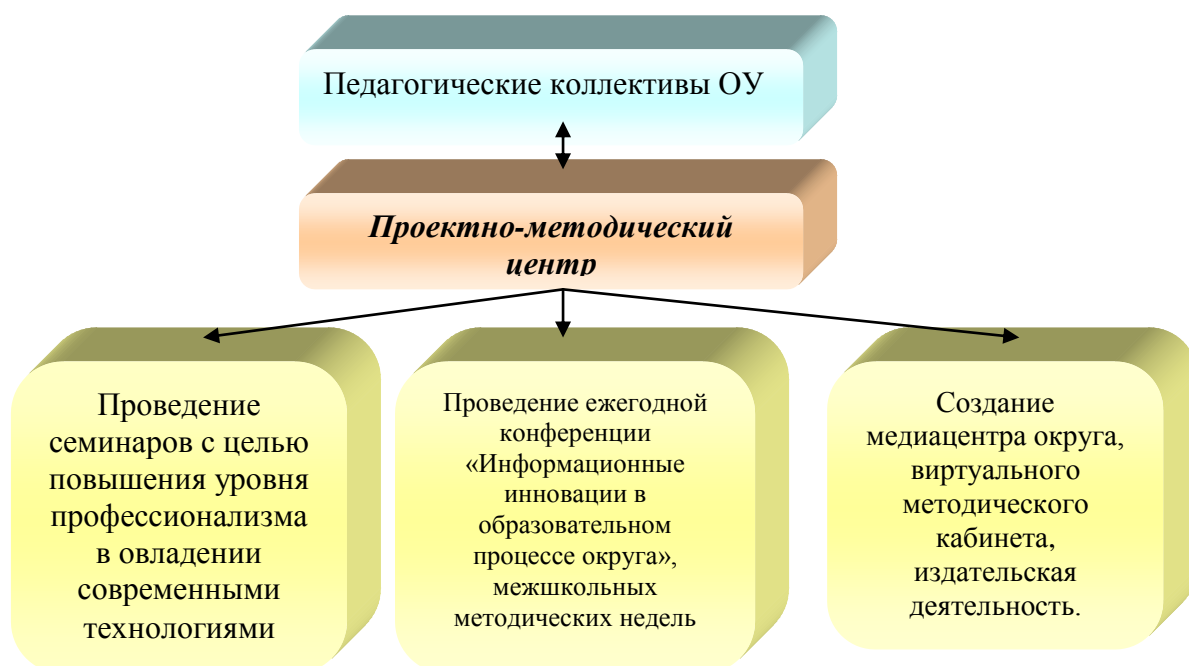 Педагогические коллективы ОУ
Проектно-методический
центр
Проведение
семинаров с целью
повышения уровня
профессионализма
в овладении
современными
технологиями
Проведение ежегодной
конференции
«Информационные
инновации в
образовательном
процессе округа»,
межшкольных
методических недель
Создание
медиацентра округа,
виртуального
методического
кабинета,
издательская
деятельность.